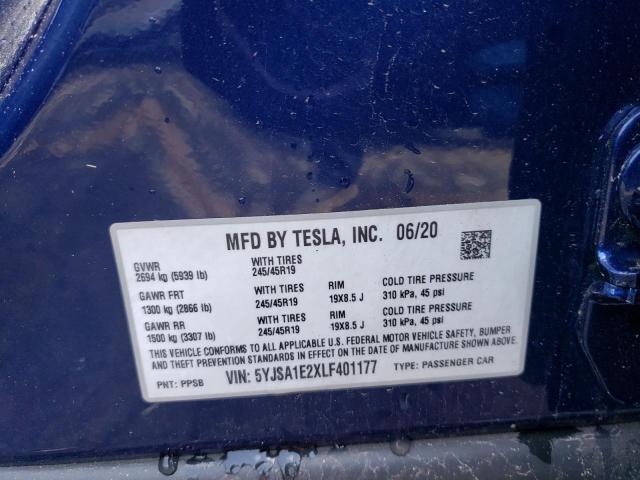 MFD BY TESLA, INC. 06/20
GVWR WITH TIRES
2694 kg (5939 lb) 245/45R19
GAWR FRT WITH TIRES RIM COLD TIRE PRESSURE
1300 kg (2866 lb) 245/45R19 19X8.5 J 310 kPa, 45 psi
GAWR RR WITH TIRES RIM COLD TIRE PRESSURE
1500 kg (3307 lb) 245/45R19 19X8.5 J 310 kPa, 45 psi
THIS VEHICLE CONFORMS TO ALL APPLICABLE U.S. FEDERAL MOTOR VEHICLE SAFETY, BUMPER
AND THEFT PREVENTION STANDARDS IN EFFECT ON THE DATE OF MANUFACTURE SHOWN ABOVE.
PNT: PPSB VIN: 5YJSA1E2XLF401177 TYPE: PASSENGER CAR